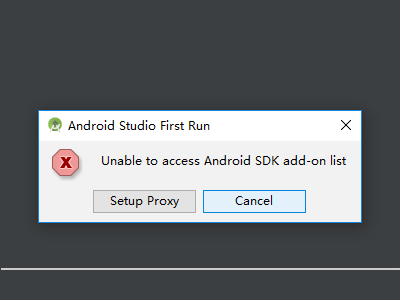 Android Studio First Run
Unable to access Android SDK add-on list
Setup Proxy
Cancel